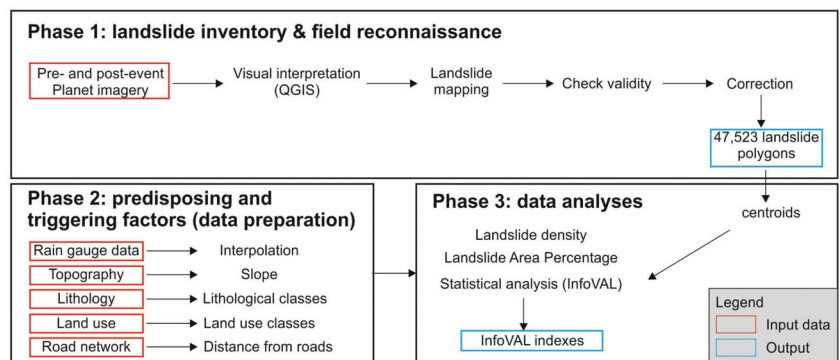 Phase 1: landslide inventory & field reconnaissance
Pre- and post-event
Planet imagery
Visual interpretation
(QGIS)
Landslide
mapping
Check validity
Correction
47,523 landslide
polygons
Phase 2: predisposing and
triggering factors (data preparation)
Rain gauge data
Interpolation
Topography
Slope
Lithology
Lithological classes
Land use
Land use classes
Road network
Distance from roads
Phase 3: data analyses
centroids
Landslide density
Landslide Area Percentage
Statistical analysis (InfoVAL)
InfoVAL indexes
Legend
Input data
Output